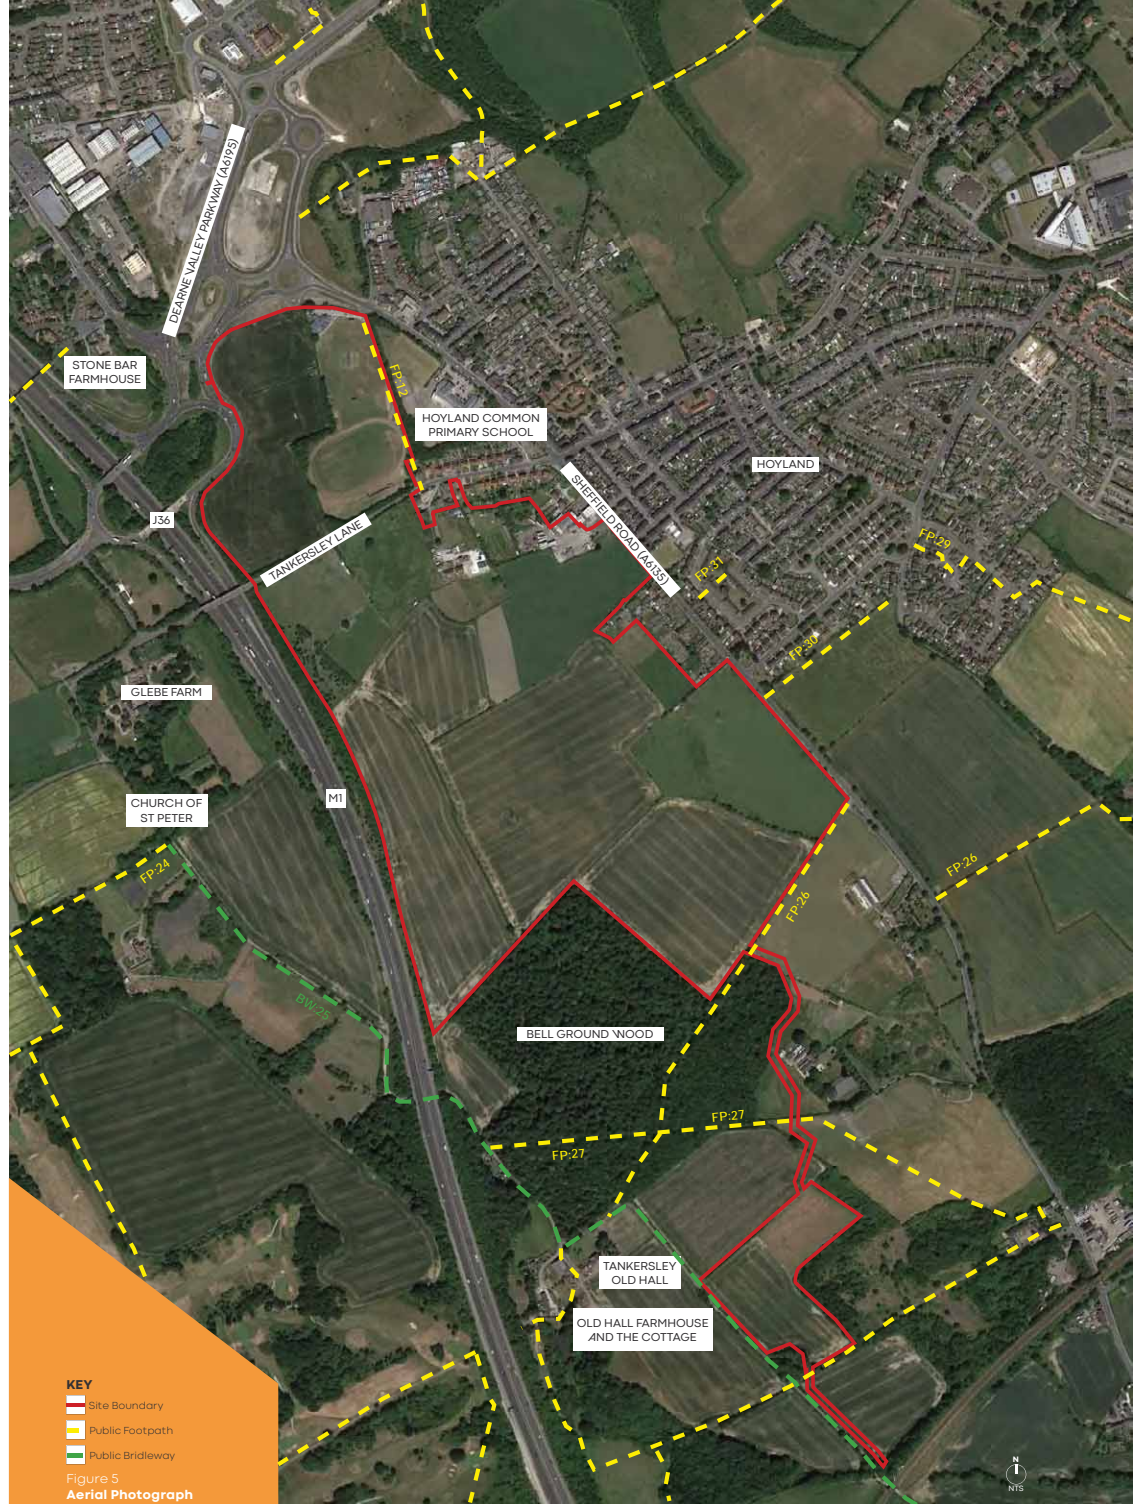 DEARNE VALLEY PARKWAY (A6195)
STONE BAR
FARMHOUSE
FP:12
HOYLAND COMMON
PRIMARY SCHOOL
HOYLAND
SHEFFIELD ROAD (A6135)
J36
TANKERSLEY LANE
FP:29
FP:31
FP:30
GLEBE FARM
M1
CHURCH OF
ST PETER
FP:24
FP:26
FP:26
BW:25
BELL GROUND WOOD
FP:27
FP:27
TANKERSLEY
OLD HALL
OLD HALL FARMHOUSE
AND THE COTTAGE
KEY
Site Boundary
Public Footpath
Public Bridleway
Figure 5
Aerial Photograph
N
NTS